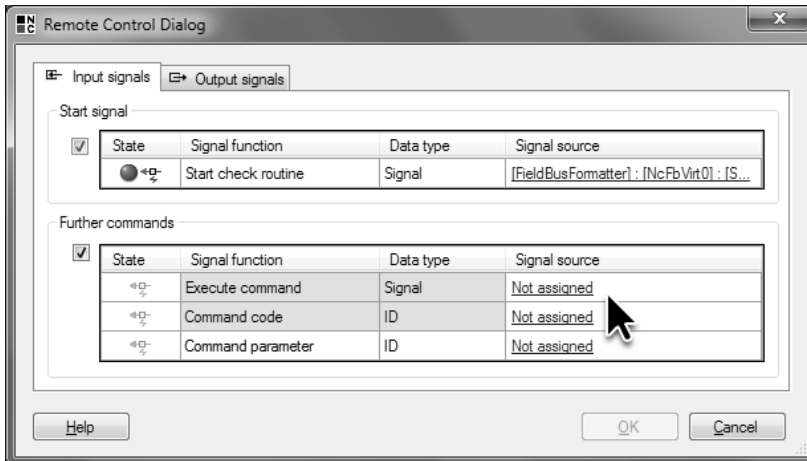 NC Remote Control Dialog
Input signals Output signals
Start signal
State Signal function Data type Signal source
Start check routine Signal [FieldBusFormatter] : [NcFbVirt0] : [S...
Further commands
State Signal function Data type Signal source
Execute command Signal Not assigned
Command code ID Not assigned
Command parameter ID Not assigned
Help OK Cancel